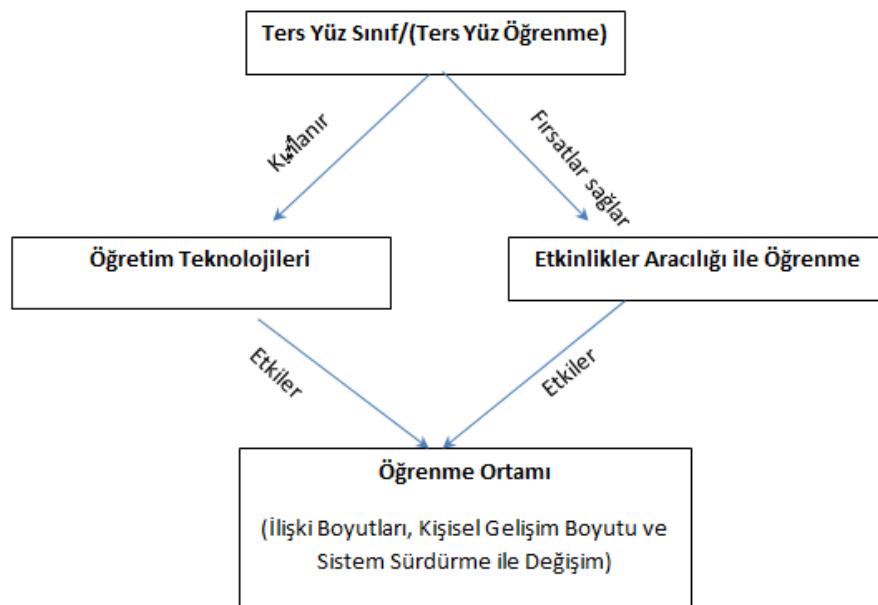 Ters Yüz Sınıf/(Ters Yüz Öğrenme)
Kullanır
Fırsatlar sağlar
Öğretim Teknolojileri
Etkinlikler Aracılığı ile Öğrenme
Etkiler
Etkiler
Öğrenme Ortamı
(İlişki Boyutları, Kişisel Gelişim Boyutu ve
Sistem Sürdürme ile Değişim)